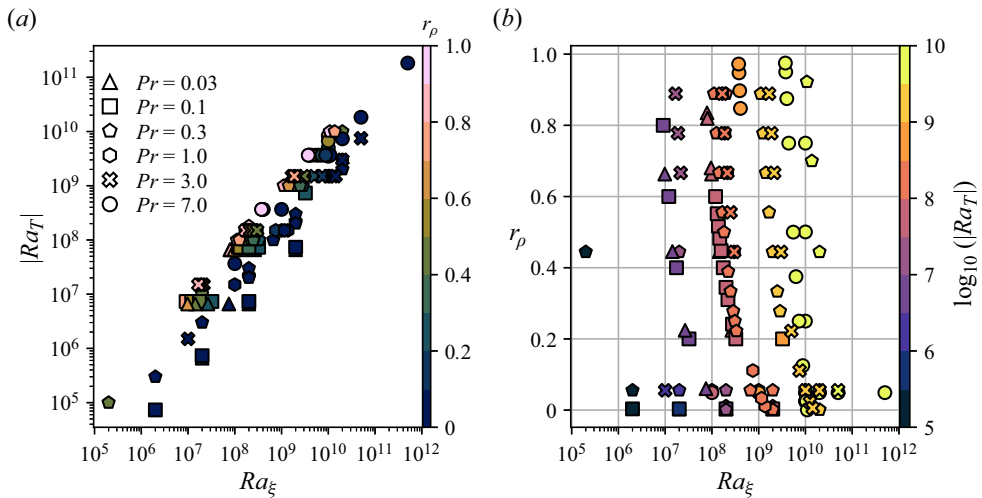 (a)
r_ρ
(b)
|Ra_T|
10^11
10^10
10^9
10^8
10^7
10^6
10^5
Pr = 0.03
Pr = 0.1
Pr = 0.3
Pr = 1.0
Pr = 3.0
Pr = 7.0
1.0
0.8
0.6
0.4
0.2
0
10^5 10^6 10^7 10^8 10^9 10^10 10^11 10^12
Ra_ξ
r_ρ
1.0
0.8
0.6
0.4
0.2
0
10^5 10^6 10^7 10^8 10^9 10^10 10^11 10^12
Ra_ξ
10
9
8
7
6
5
log10 (|Ra_T|)